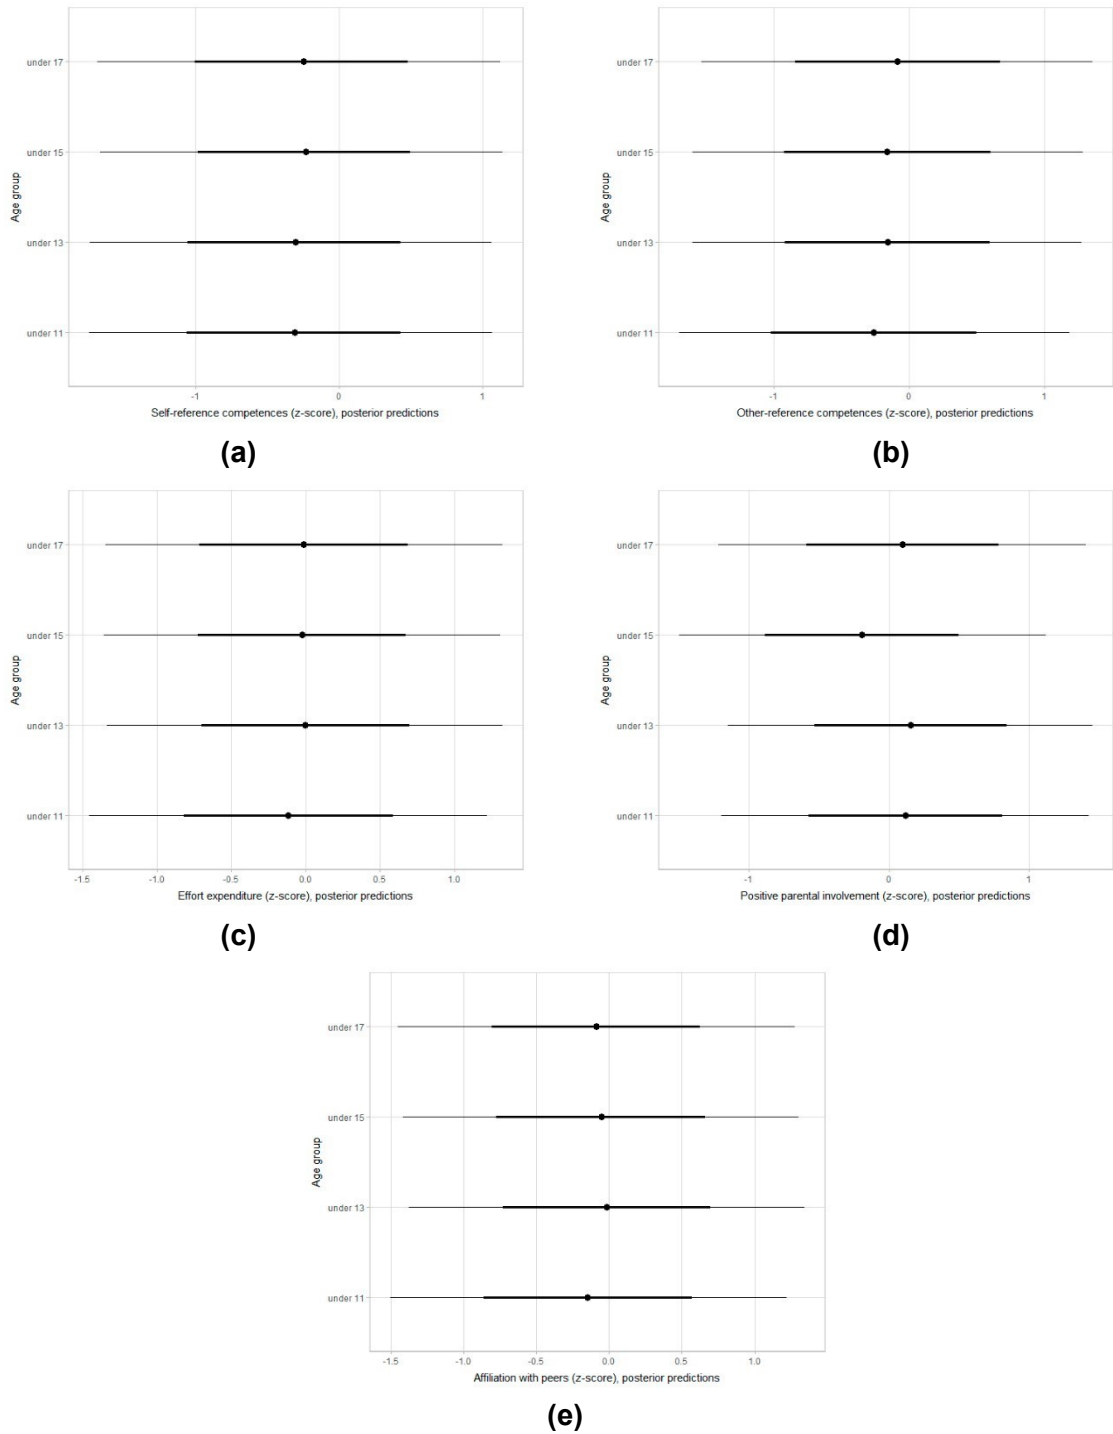 under 17
under 15
under 13
under 11
Age group
-1
0
1
Self-reference competences (z-score), posterior predictions
(a)
under 17
under 15
under 13
under 11
Age group
-1
0
1
Other-reference competences (z-score), posterior predictions
(b)
under 17
under 15
under 13
under 11
Age group
-1.5
-1.0
-0.5
0.0
0.5
1.0
Effort expenditure (z-score), posterior predictions
(c)
under 17
under 15
under 13
under 11
Age group
-1
0
1
Positive parental involvement (z-score), posterior predictions
(d)
under 17
under 15
under 13
under 11
Age group
-1.5
-1.0
-0.5
0.0
0.5
1.0
Affiliation with peers (z-score), posterior predictions
(e)